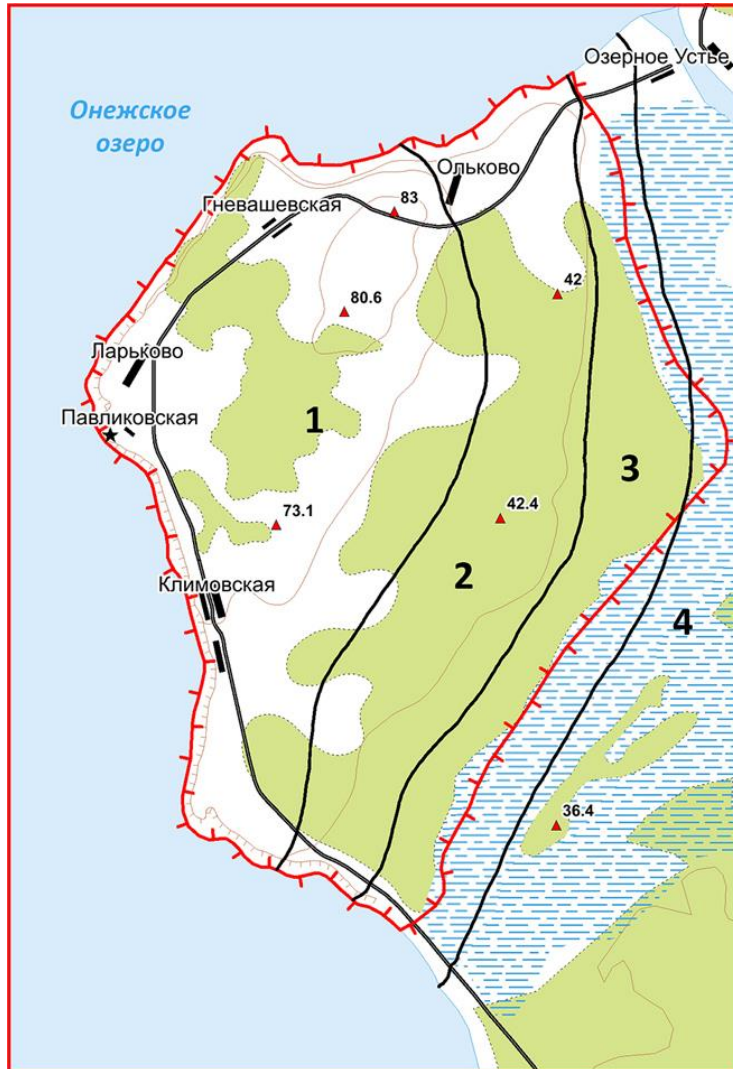 Озерное Устье
Онежское
озеро
Ольково
83
Гневашевская
42
80.6
Ларьково
Павликовская
1
3
73.1
42.4
2
Климовская
4
36.4